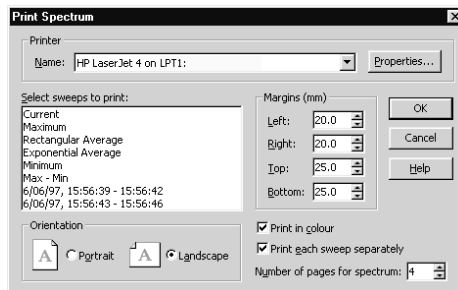 Print Spectrum
Printer
Name: HP LaserJet 4 on LPT1: Properties...
Select sweeps to print:
Current
Maximum
Rectangular Average
Exponential Average
Minimum
Max - Min
6/06/97, 15:56:39 - 15:56:42
6/06/97, 15:56:43 - 15:56:46
Margins (mm)
Left: 20.0
Right: 20.0
Top: 25.0
Bottom: 25.0
OK
Cancel
Help
Orientation
A Portrait A Landscape
Print in colour
Print each sweep separately
Number of pages for spectrum: 4